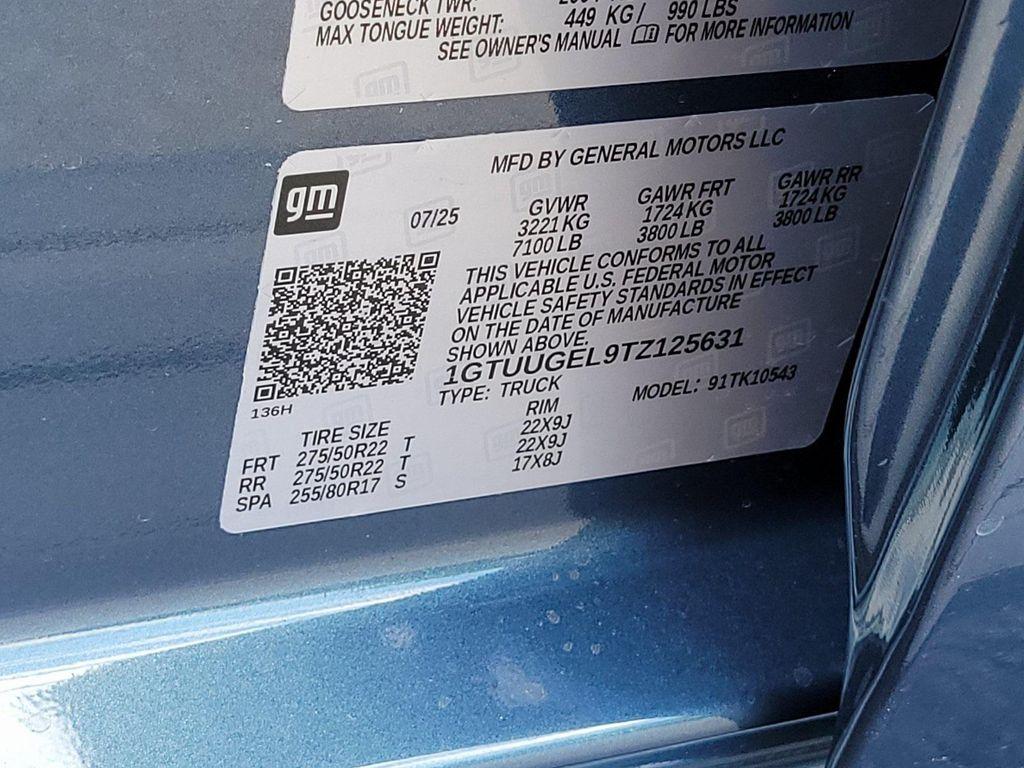 GOOSENECK TWR:
MAX TONGUE WEIGHT: 449 KG/ 990 LBS
SEE OWNER'S MANUAL FOR MORE INFORMATION
MFD BY GENERAL MOTORS LLC
gm
07/25
GVWR GAWR FRT GAWR RR
3221 KG 1724 KG 1724 KG
7100 LB 3800 LB 3800 LB
THIS VEHICLE CONFORMS TO ALL
APPLICABLE U.S. FEDERAL MOTOR
VEHICLE SAFETY STANDARDS IN EFFECT
ON THE DATE OF MANUFACTURE
SHOWN ABOVE.
1GTUUGEL9TZ125631
TYPE: TRUCK MODEL: 91TK10543
136H
TIRE SIZE RIM
FRT 275/50R22 T 22X9J
RR 275/50R22 T 22X9J
SPA 255/80R17 S 17X8J